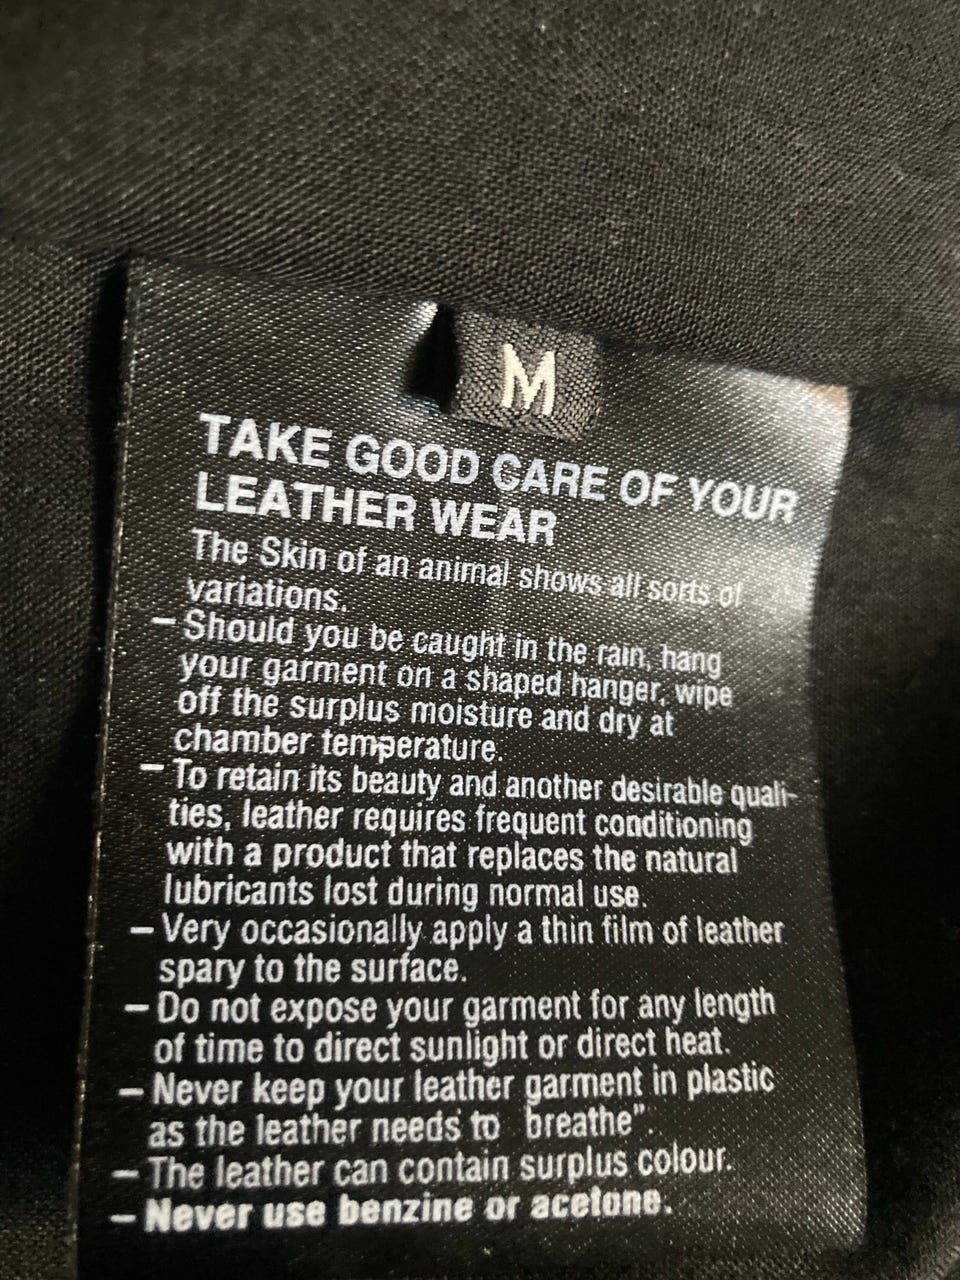 M
TAKE GOOD CARE OF YOUR
LEATHER WEAR
The Skin of an animal shows all sorts of
variations.
– Should you be caught in the rain, hang
your garment on a shaped hanger, wipe
off the surplus moisture and dry at
chamber temperature.
– To retain its beauty and another desirable quali-
ties, leather requires frequent conditioning
with a product that replaces the natural
lubricants lost during normal use.
– Very occasionally apply a thin film of leather
spary to the surface.
– Do not expose your garment for any length
of time to direct sunlight or direct heat.
– Never keep your leather garment in plastic
as the leather needs to breathe".
– The leather can contain surplus colour.
– Never use benzine or acetone.